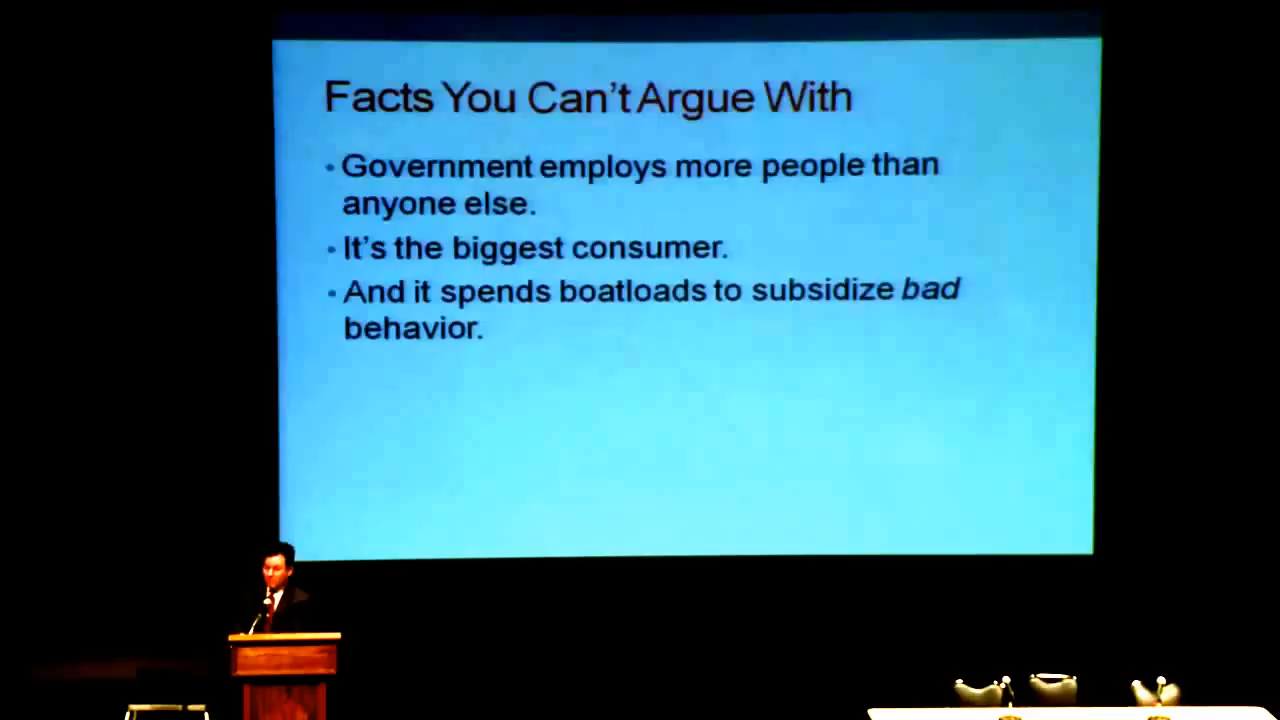 Facts You Can't Argue With
• Government employs more people than
anyone else.
• It's the biggest consumer.
• And it spends boatloads to subsidize bad
behavior.